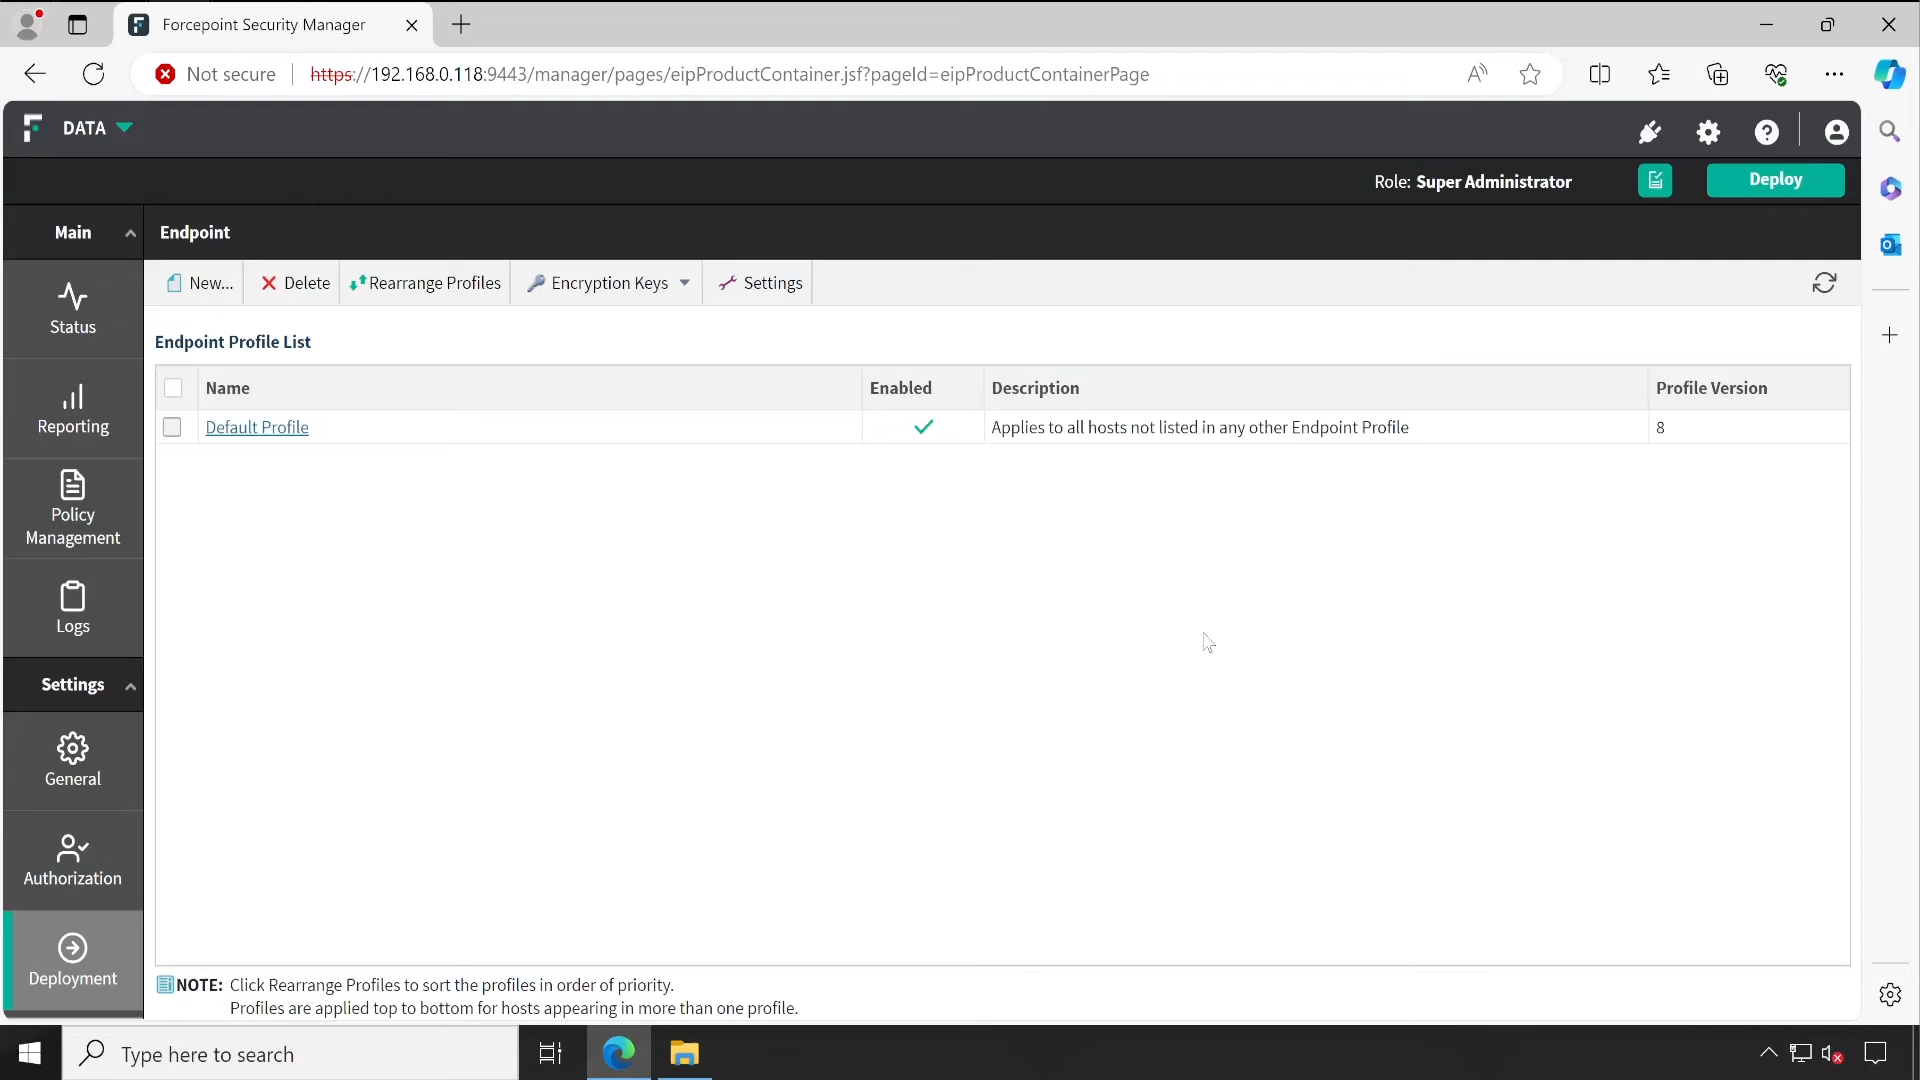 Forcepoint Security Manager
Not secure https://192.168.0.118:9443/manager/pages/eipProductContainer.jsf?pageId=eipProductContainerPage
DATA
Role: Super Administrator
Deploy
Main
Endpoint
New...
Delete
Rearrange Profiles
Encryption Keys
Settings
Status
Reporting
Policy
Management
Logs
Settings
General
Authorization
Deployment
Endpoint Profile List
Name Enabled Description Profile Version
Default Profile Applies to all hosts not listed in any other Endpoint Profile 8
NOTE: Click Rearrange Profiles to sort the profiles in order of priority.
Profiles are applied top to bottom for hosts appearing in more than one profile.
Type here to search